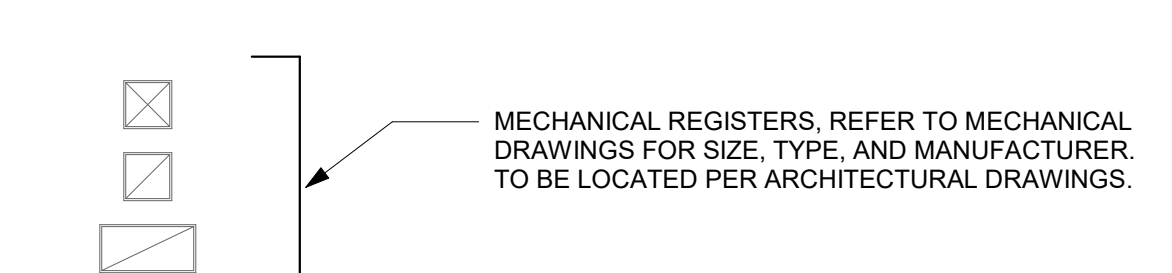 MECHANICAL REGISTERS, REFER TO MECHANICAL
DRAWINGS FOR SIZE, TYPE, AND MANUFACTURER.
TO BE LOCATED PER ARCHITECTURAL DRAWINGS.